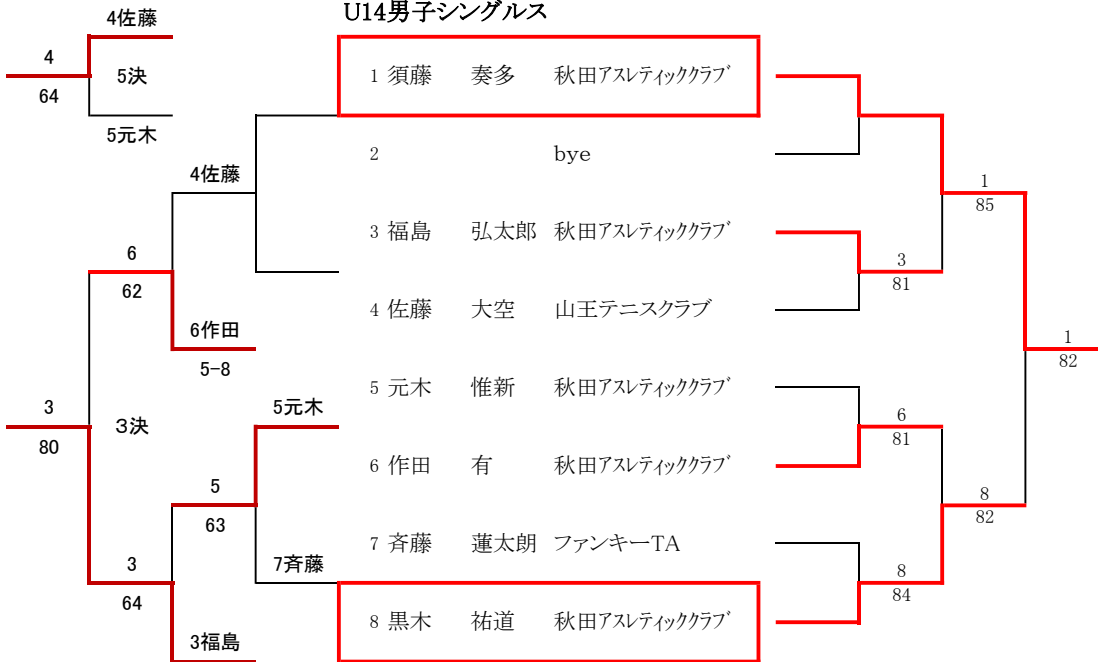 U14男子シングルス
4佐藤
4
64
5決
5元木
1 須藤 奏多 秋田アスレティッククラブ
2 bye
4佐藤
1
85
3 福島 弘太郎 秋田アスレティッククラブ
6
62
3
81
4 佐藤 大空 山王テニスクラブ
6作田
5-8
1
82
5 元木 惟新 秋田アスレティッククラブ
3
80
3決
5元木
6
81
6 作田 有 秋田アスレティッククラブ
5
63
8
82
7 斉藤 蓮太朗 ファンキーTA
7斉藤
3
64
8
84
8 黒木 祐道 秋田アスレティッククラブ
3福島